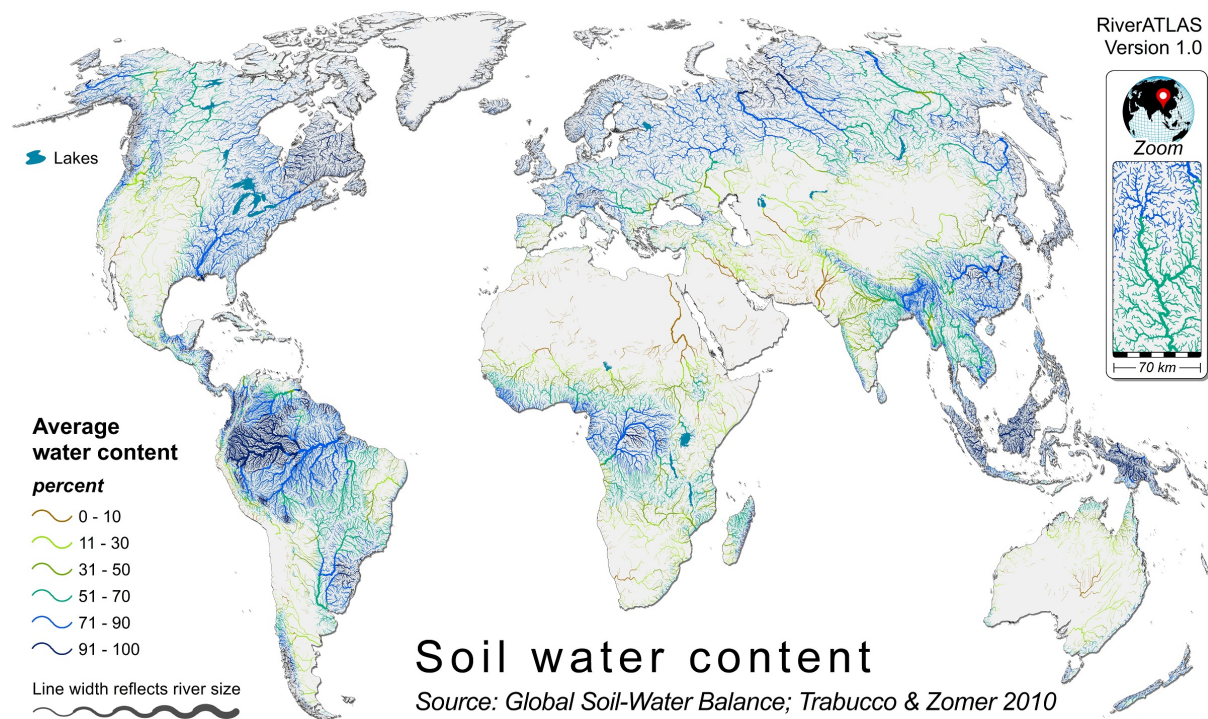 RiverATLAS
Version 1.0
Zoom
70 km
Lakes
Average
water content
percent
0 - 10
11 - 30
31 - 50
51 - 70
71 - 90
91 - 100
Line width reflects river size
Soil water content
Source: Global Soil-Water Balance; Trabucco & Zomer 2010